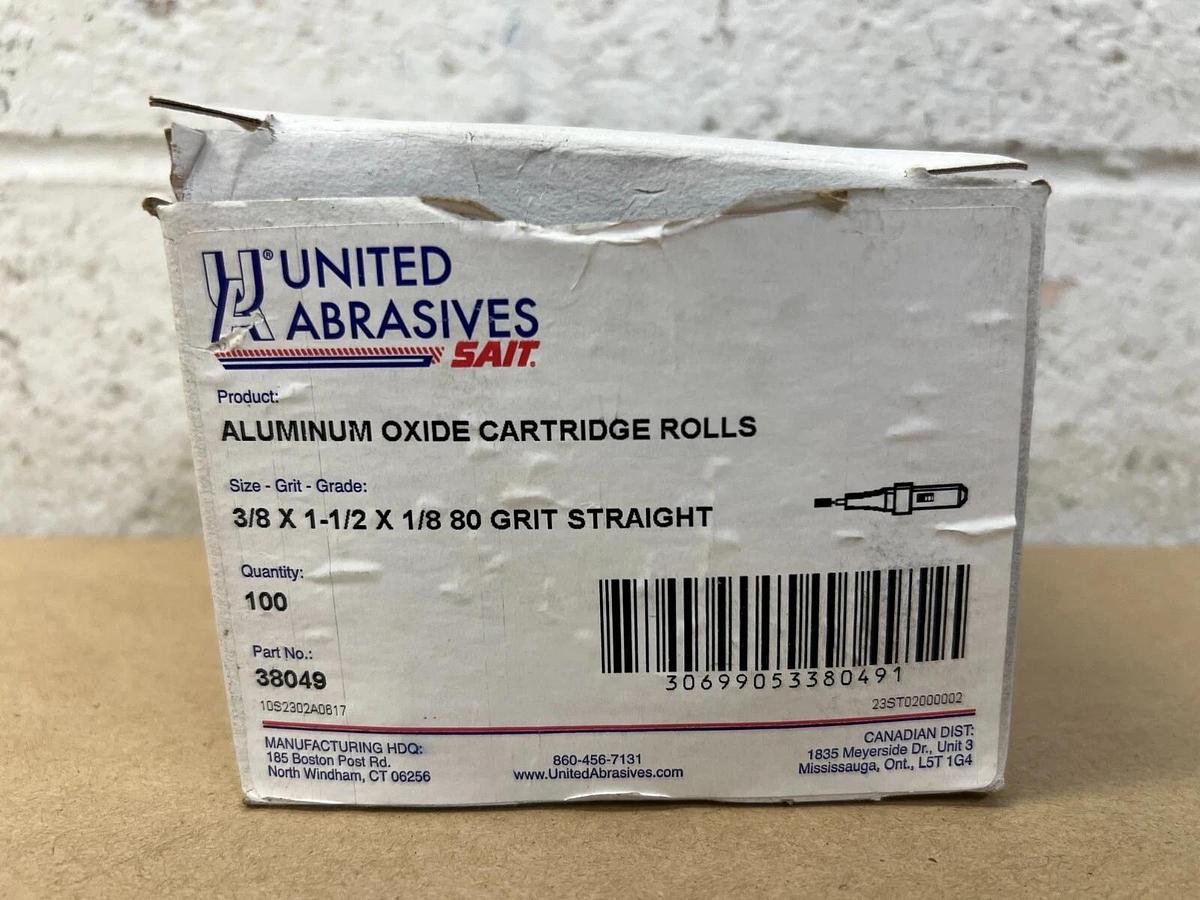 UNITED
ABRASIVES
SAIT.
Product:
ALUMINUM OXIDE CARTRIDGE ROLLS
Size - Grit - Grade:
3/8 X 1-1/2 X 1/8 80 GRIT STRAIGHT
Quantity:
100
Part No.:
38049
10S2302A0617
30699053380491
23ST02000002
MANUFACTURING HDQ:
185 Boston Post Rd.
North Windham, CT 06256
860-456-7131
www.UnitedAbrasives.com
CANADIAN DIST:
1835 Meyerside Dr., Unit 3
Mississauga, Ont., L5T 1G4